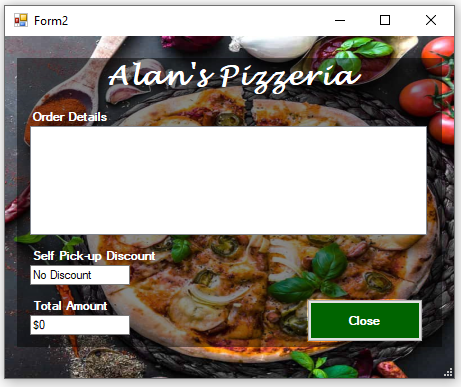 Form2
Alan's Pizzeria
Order Details
Self Pick-up Discount
No Discount
Total Amount
$0
Close